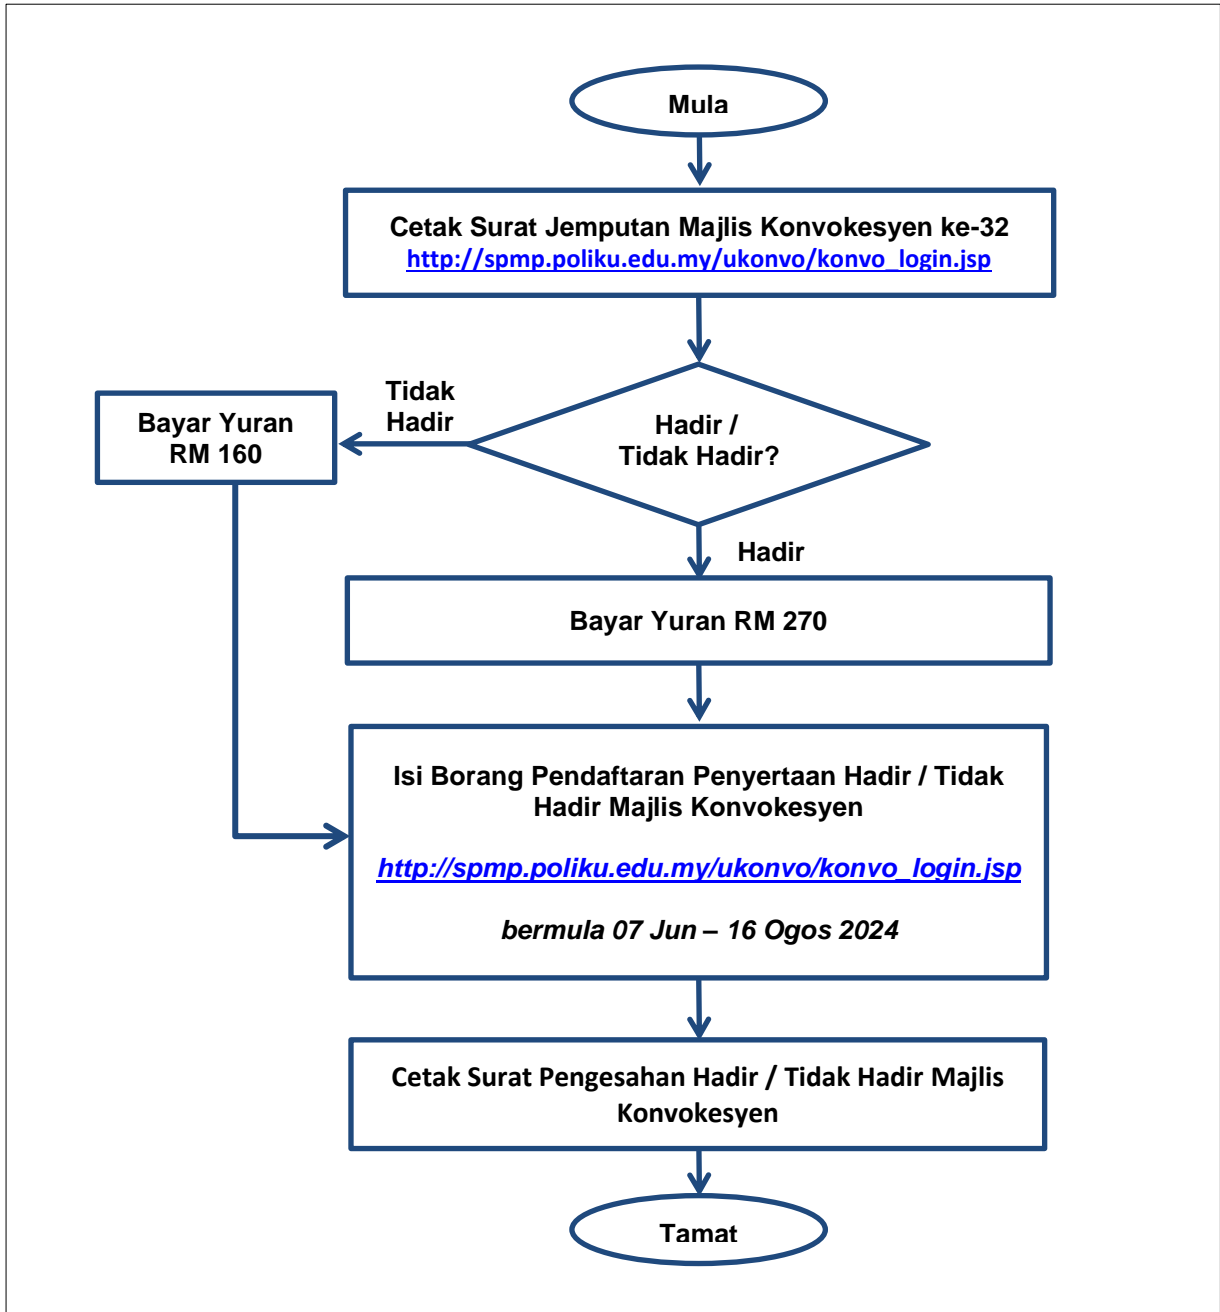 Mula
Cetak Surat Jemputan Majlis Konvokesyen ke-32
http://spmp.poliku.edu.my/ukonvo/konvo_login.jsp
Tidak
Hadir
Bayar Yuran
RM 160
Hadir /
Tidak Hadir?
Hadir
Bayar Yuran RM 270
Isi Borang Pendaftaran Penyertaan Hadir / Tidak
Hadir Majlis Konvokesyen
http://spmp.poliku.edu.my/ukonvo/konvo_login.jsp
bermula 07 Jun – 16 Ogos 2024
Cetak Surat Pengesahan Hadir / Tidak Hadir Majlis
Konvokesyen
Tamat